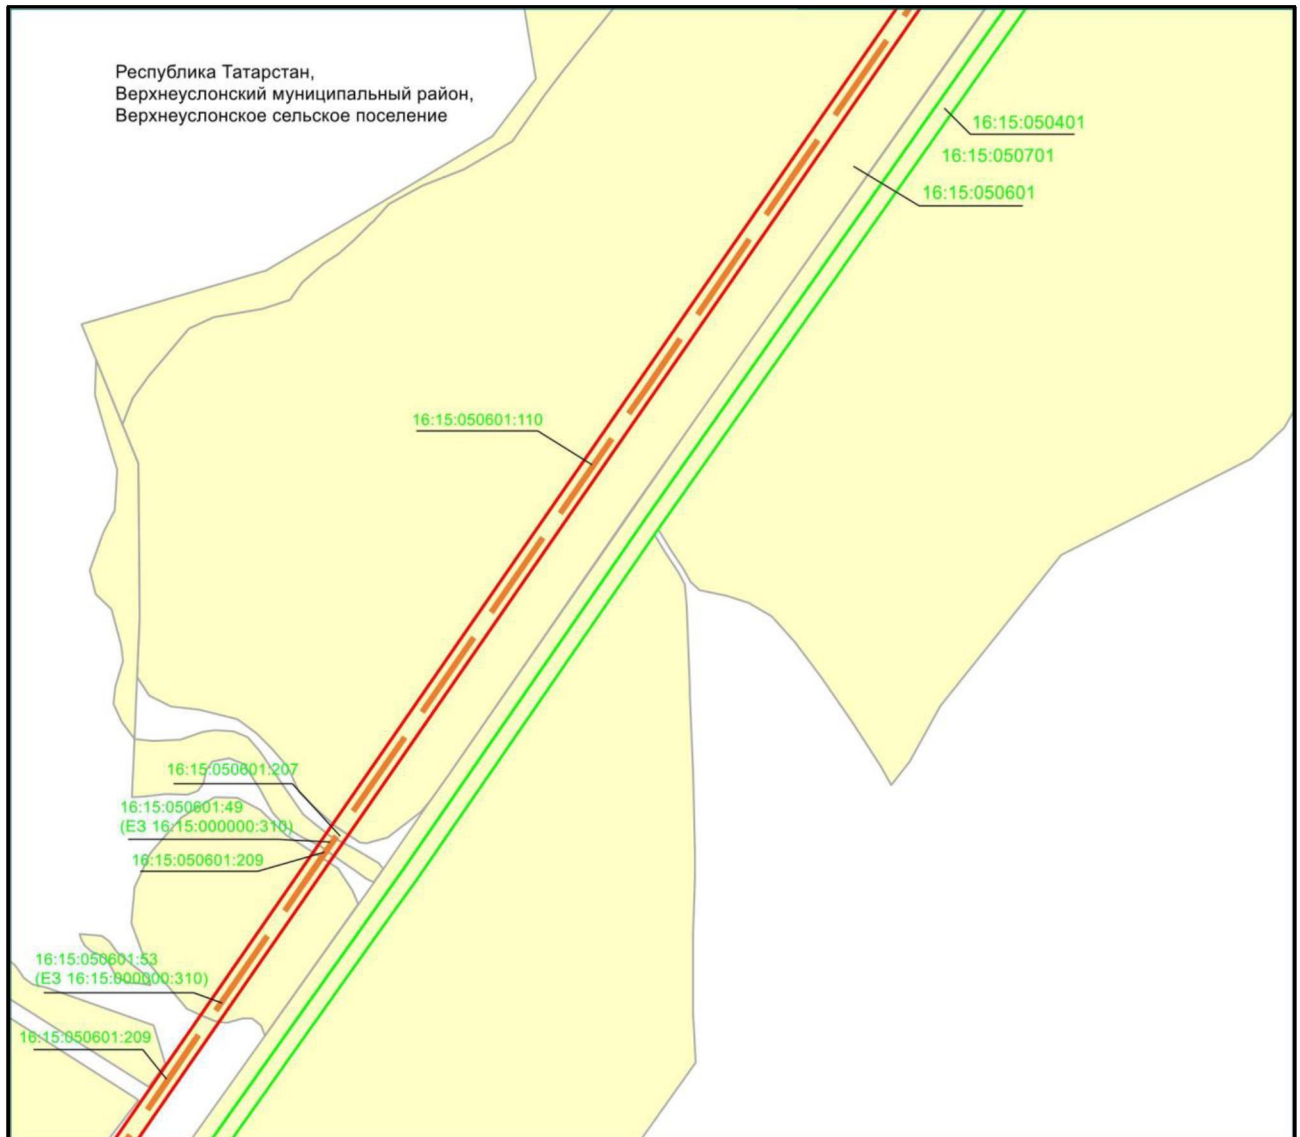 Республика Татарстан,
Верхнеуслонский муниципальный район,
Верхнеуслонское сельское поселение
16:15:050401
16:15:050701
16:15:050601
16:15:050601:110
16:15:050601:207
16:15:050601:49
(ЕЗ 16:15:000000:310)
16:15:050601:209
16:15:050601:53
(ЕЗ 16:15:000000:310)
16:15:050601:209